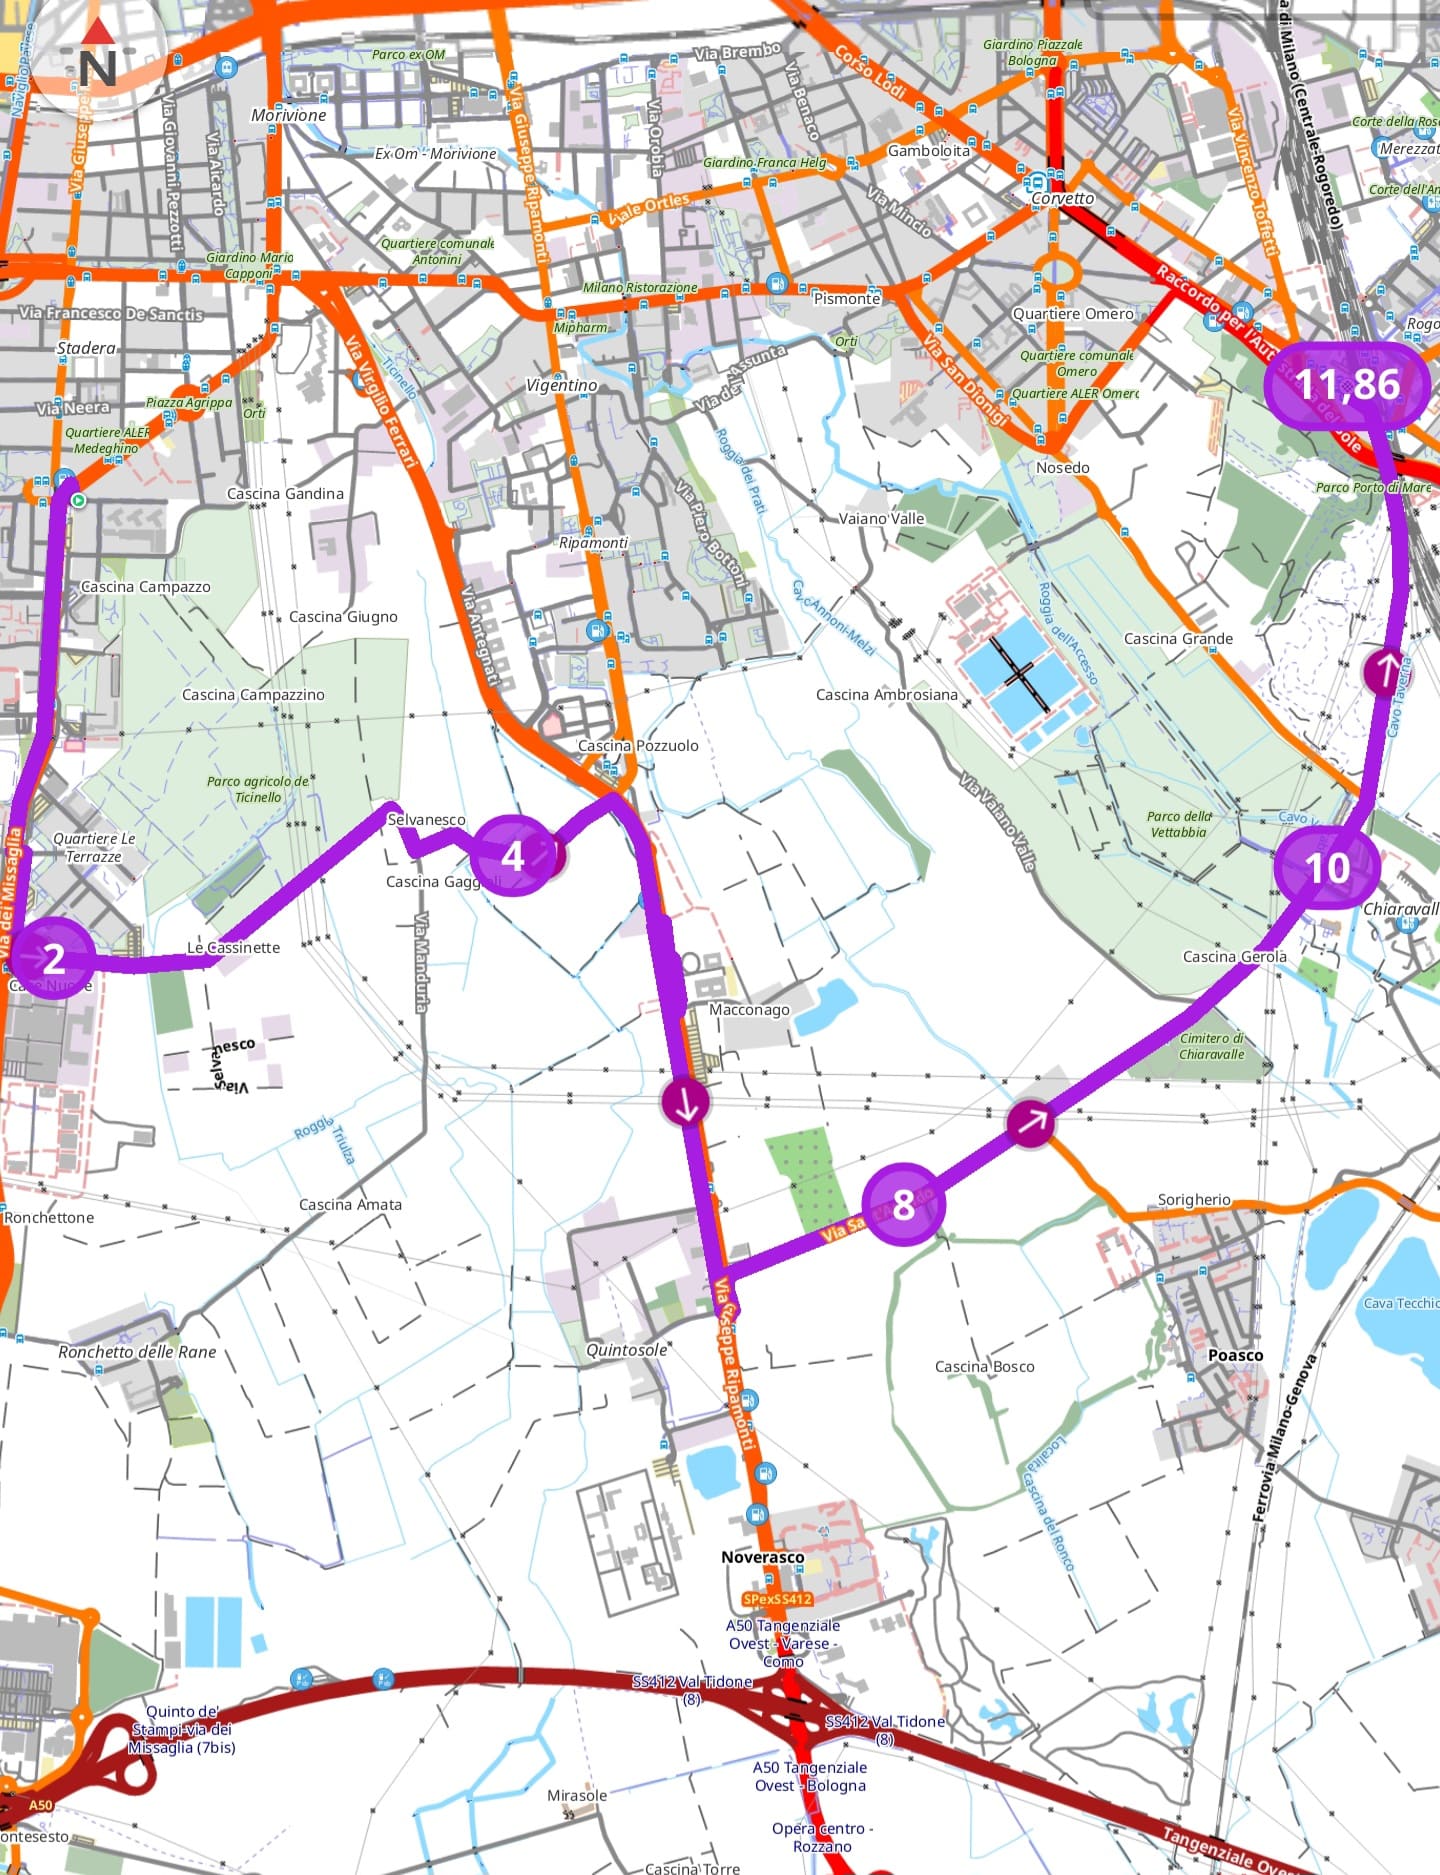 N
Naviglio Pavese
Via Giuseppe
Via Giovanni Pezzotti
Via Aicardo
Morivione
Parco ex OM
Ex Om - Morivione
Via Giuseppe Ripamonti
Via Orobia
Via Brembo
Via Benaco
Corso Lodi
Giardino Piazzale
Bologna
Gamboloita
Giardino Franca Helg
Viale Ortles
Via Mincio
Corvetto
Via Vincenzo Toffetti
a di Milano (Centrale-Rogoredo)
Corte della Ros
Merezzat
Corte dell'An
Giardino Mario
Capponi
Quartiere comunale
Antonini
Milano Ristorazione
Mipharm
Pismonte
Quartiere Omero
Raccordo per l'Aut
Rogo
Via Francesco De Sanctis
Stadera
Via Neera
Piazza Agrippa
Orti
Quartiere ALER
Medeghino
Via Virgilio Ferrari
Ticinello
Vigentino
Via dell'Assunta
Orti
Via San Dionigi
Quartiere comunale
Omero
Quartiere ALER Omero
11,86
Nosedo
Parco Porto di Mare
Cascina Gandina
Roggia dei Prati
Via Piero Bottoni
Vaiano Valle
Ripamonti
Cascina Campazzo
Cascina Giugno
Via Antegnati
Cavo Annoni-Melzi
Roggia dell'Accesso
Cascina Grande
Cascina Campazzino
Cascina Ambrosiana
Cavo Taverna
Cascina Pozzuolo
Parco agricolo de
Ticinello
Via Vaiano Valle
Parco della
Vettabbia
Cavo
Selvanesco
Quartiere Le
Terrazze
Via dei Missaglia
4
Cascina Gaggioli
10
Chiaravall
Via Manduria
Le Cassinette
2
Case Nuove
Cascina Gerola
Macconago
Cimitero di
Chiaravalle
Roggi Triulza
Cascina Amata
Ronchettone
8
Via Sa
Sorigherio
Via Giuseppe Ripamonti
Cava Tecchio
Ronchetto delle Rane
Quintosole
Cascina Bosco
Poasco
Ferrovia Milano-Genova
Località cascina del Ronco
Noverasco
SPexSS412
A50 Tangenziale
Ovest - Varese -
Como
SS412 Val Tidone
(8)
SS412 Val Tidone
(8)
Quinto de'
Stampi-via dei
Missaglia (7bis)
A50 Tangenziale
Ovest - Bologna
A50
Mirasole
Opera centro -
Rozzano
ontesesto
Cascina Torre
Tangenziale Oves